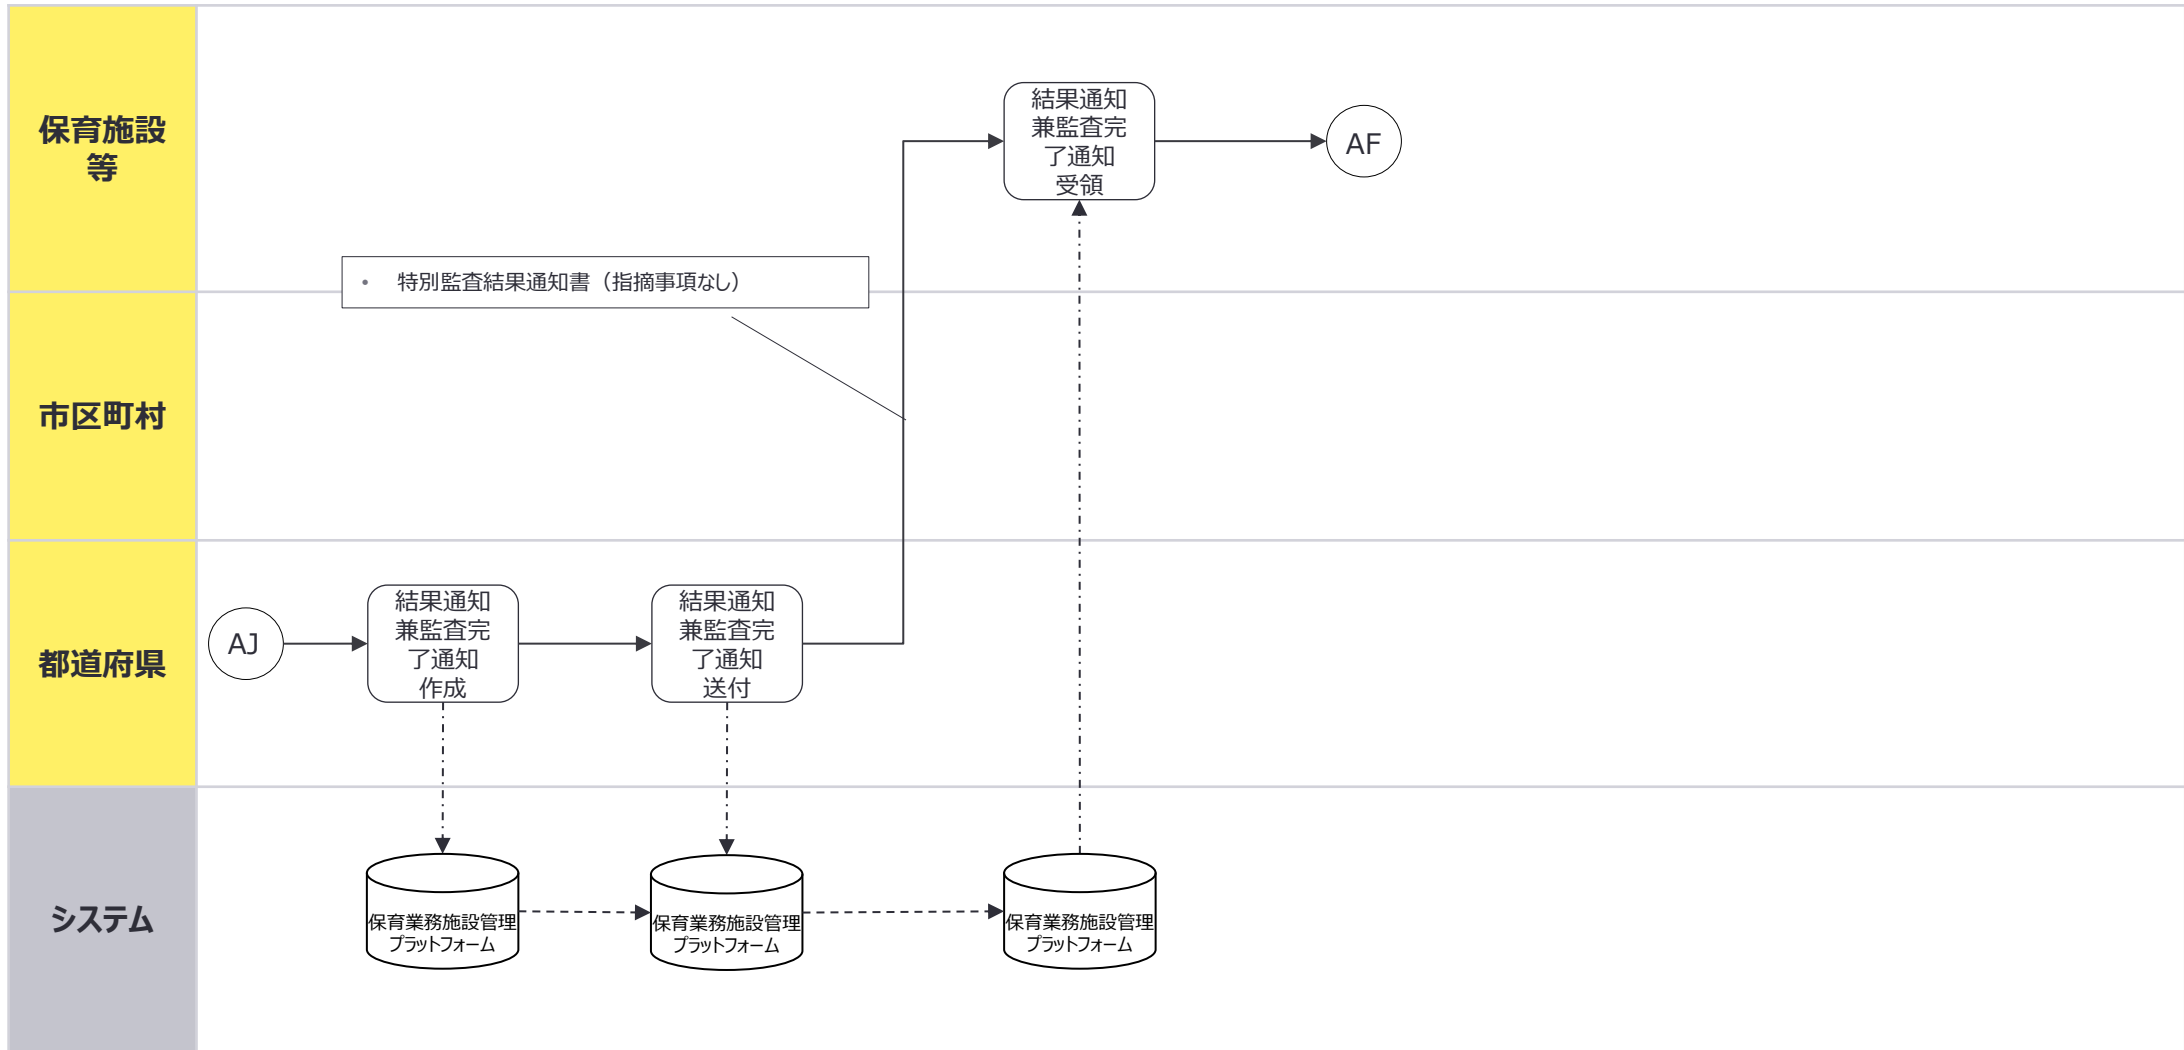 保育施設
等
結果通知
兼監査完
了通知
受領
AF
• 特別監査結果通知書（指摘事項なし）
市区町村
都道府県
AJ
結果通知
兼監査完
了通知
作成
結果通知
兼監査完
了通知
送付
システム
保育業務施設管理
プラットフォーム
保育業務施設管理
プラットフォーム
保育業務施設管理
プラットフォーム